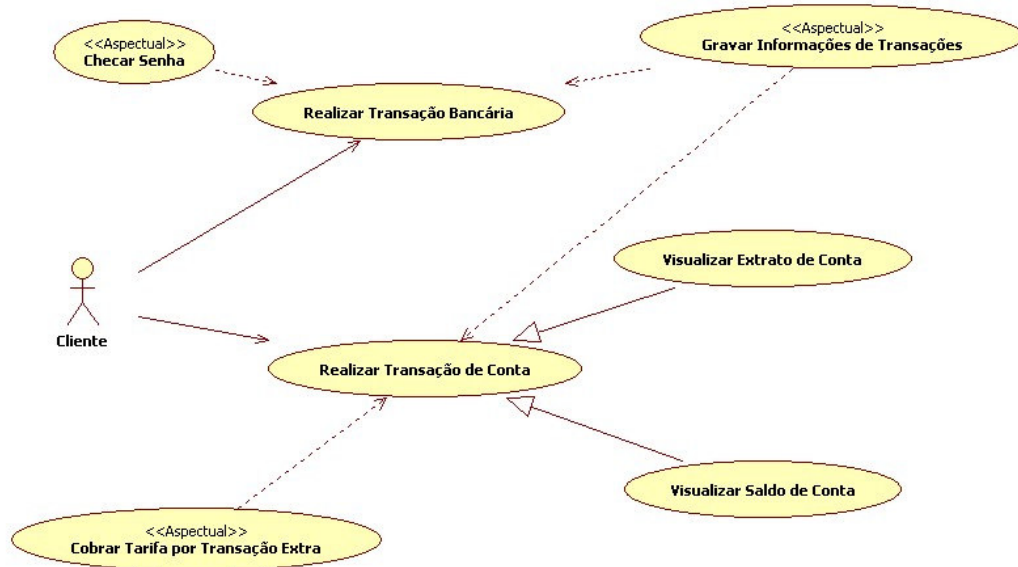 <<Aspectual>>
Checar Senha
<<Aspectual>>
Gravar Informações de Transações
Realizar Transação Bancária
Visualizar Extrato de Conta
Cliente
Realizar Transação de Conta
Visualizar Saldo de Conta
<<Aspectual>>
Cobrar Tarifa por Transação Extra